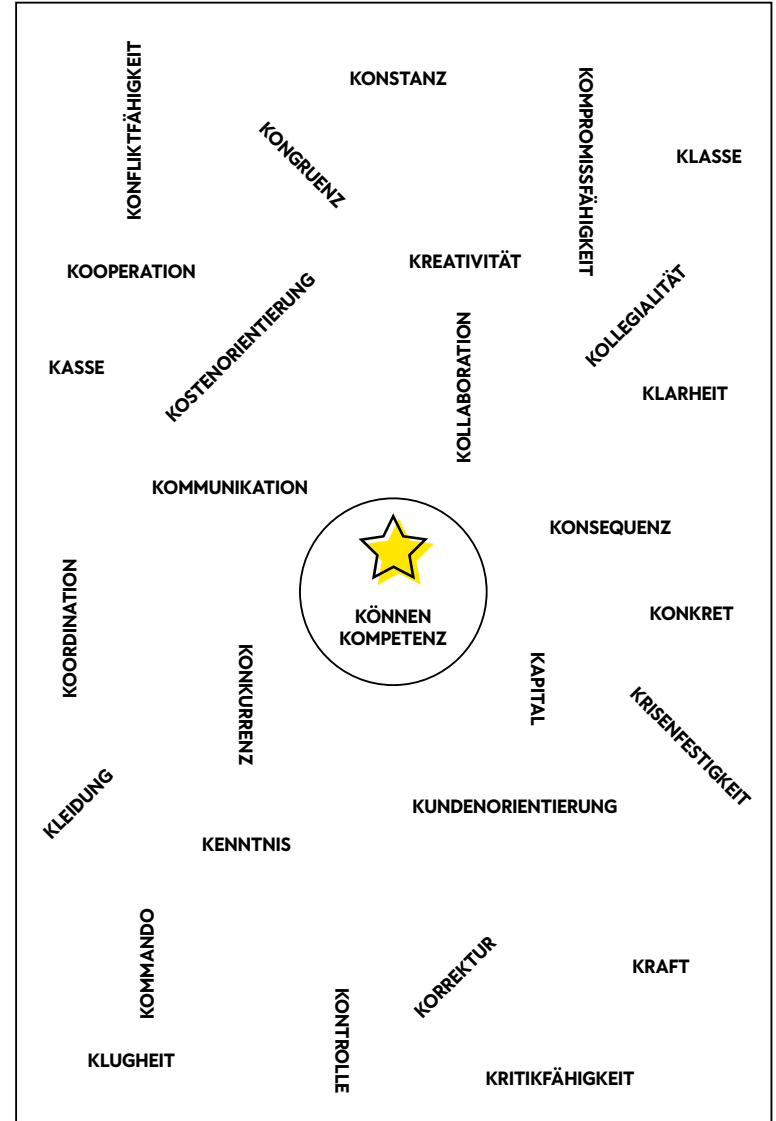 KONFLIKTFÄHIGKEIT
KONSTANZ
KOMPROMISSFÄHIGKEIT
KONGRUENZ
KLASSE
KOOPERATION
KREATIVITÄT
KOSTENORIENTIERUNG
KOLLEGIALITÄT
KASSE
KOLLABORATION
KLARHEIT
KOMMUNIKATION
KONSEQUENZ
KOORDINATION
KÖNNEN
KOMPETENZ
KONKRET
KONKURRENZ
KAPITAL
KRISENFESTIGKEIT
KLEIDUNG
KUNDENORIENTIERUNG
KENNTNIS
KOMMANDO
KORREKTUR
KRAFT
KONTROLLE
KLUGHEIT
KRITIKFÄHIGKEIT